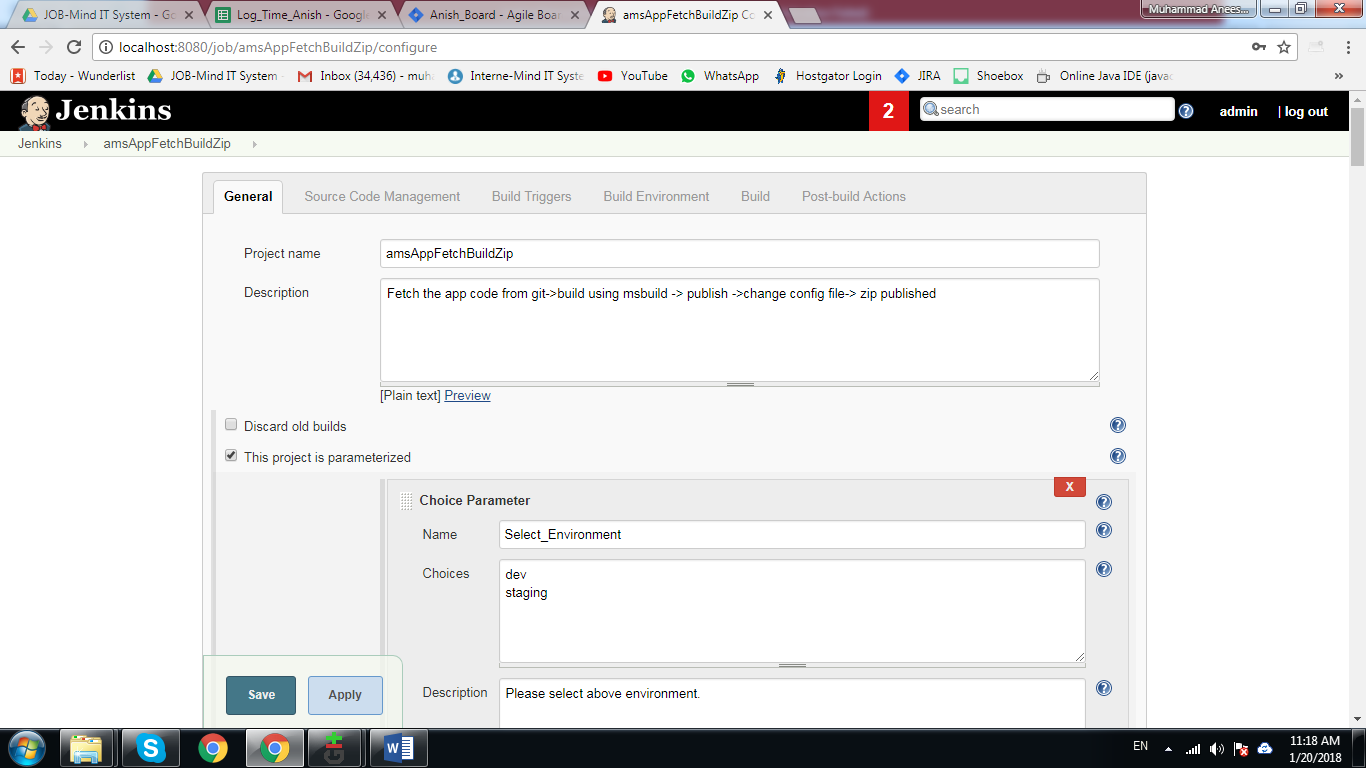 JOB-Mind IT System - Go
Log_Time_Anish - Google
Anish_Board - Agile Boar
amsAppFetchBuildZip Co
Muhammad Anees...
localhost:8080/job/amsAppFetchBuildZip/configure
Today - Wunderlist
JOB-Mind IT System
Inbox (34,436) - muh
Interne-Mind IT Syste
YouTube
WhatsApp
Hostgator Login
JIRA
Shoebox
Online Java IDE (javac
»
Jenkins
2
search
admin
| log out
Jenkins
amsAppFetchBuildZip
General
Source Code Management
Build Triggers
Build Environment
Build
Post-build Actions
Project name
amsAppFetchBuildZip
Description
Fetch the app code from git->build using msbuild -> publish ->change config file-> zip published
[Plain text] Preview
Discard old builds
This project is parameterized
X
Choice Parameter
Name
Select_Environment
Choices
dev
staging
Description
Please select above environment.
Save
Apply
EN
11:18 AM
1/20/2018